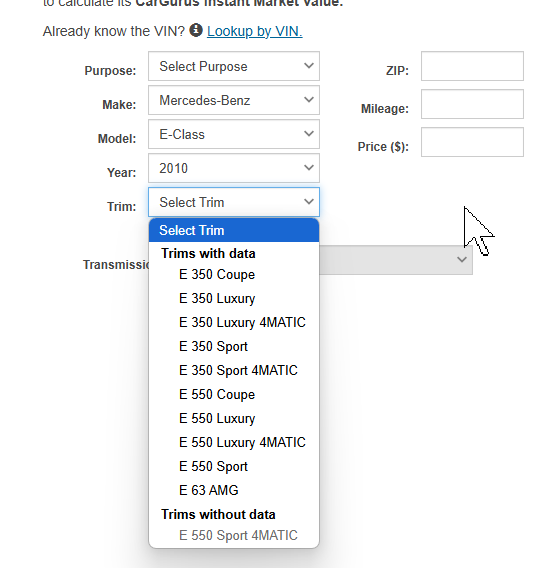 to calculate its CarGurus Instant Market Value.
Already know the VIN? Lookup by VIN.
Purpose: Select Purpose
ZIP:
Make: Mercedes-Benz
Mileage:
Model: E-Class
Price ($):
Year: 2010
Trim: Select Trim
Select Trim
Trims with data
Transmissio
E 350 Coupe
E 350 Luxury
E 350 Luxury 4MATIC
E 350 Sport
E 350 Sport 4MATIC
E 550 Coupe
E 550 Luxury
E 550 Luxury 4MATIC
E 550 Sport
E 63 AMG
Trims without data
E 550 Sport 4MATIC